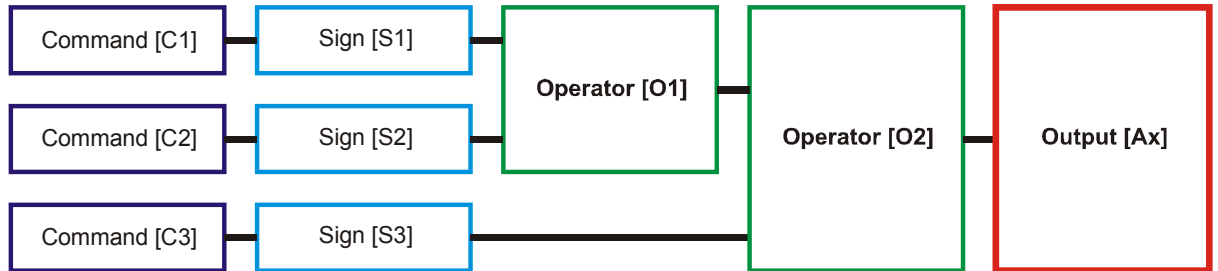 Command [C1]
Sign [S1]
Operator [O1]
Command [C2]
Sign [S2]
Operator [O2]
Output [Ax]
Command [C3]
Sign [S3]